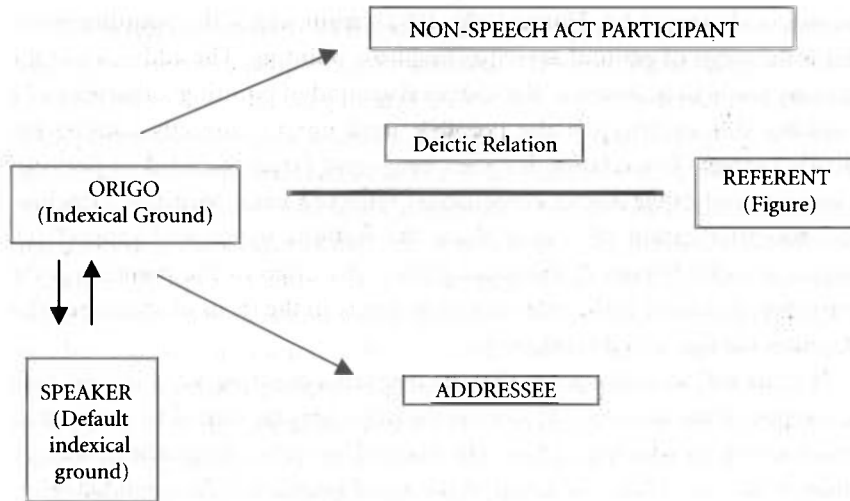 NON-SPEECH ACT PARTICIPANT
Deictic Relation
ORIGO
(Indexical Ground)
REFERENT
(Figure)
SPEAKER
(Default
indexical
ground)
ADDRESSEE